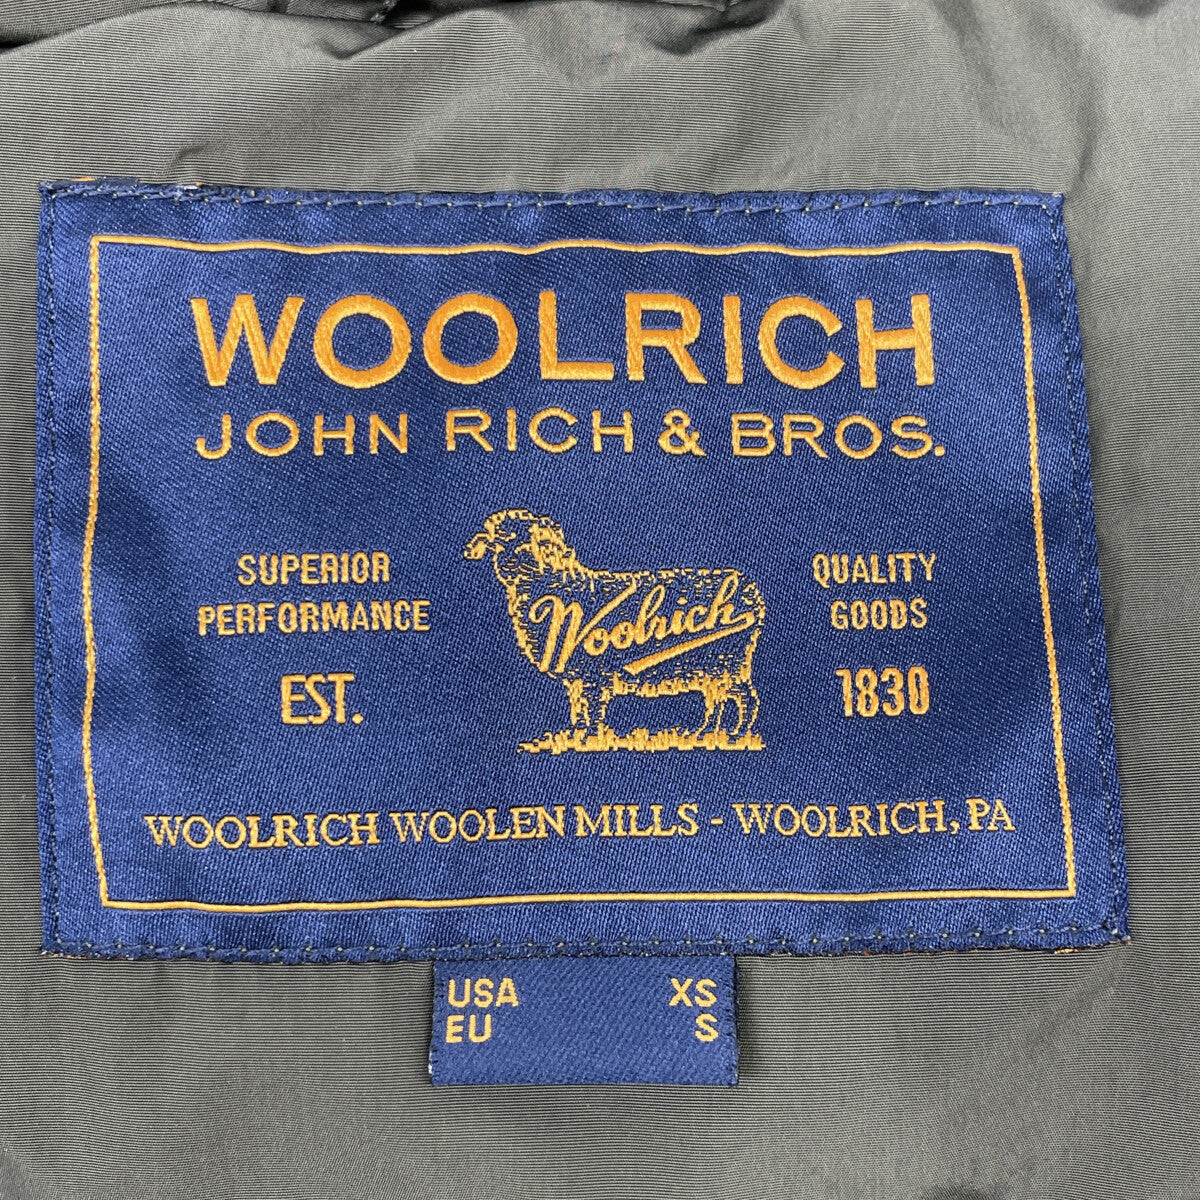 WOOLRICH
JOHN RICH & BROS.
SUPERIOR
PERFORMANCE
EST.
Woolrich
QUALITY
GOODS
1830
WOOLRICH WOOLEN MILLS - WOOLRICH, PA
USA XS
EU S